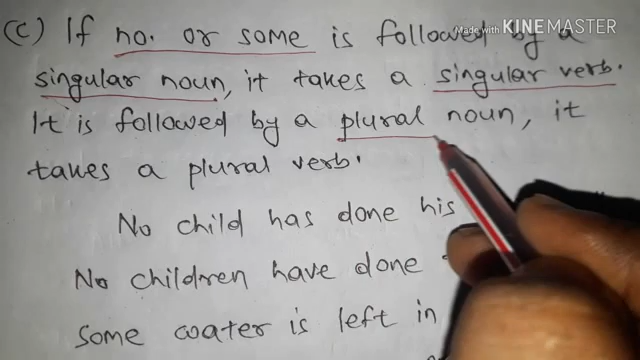 Made with KINEMASTER
(c) If no. or some is followed by a
singular noun, it takes a singular verb.
It is followed by a plural noun, it
takes a plural verb.
No child has done his
No children have done
Some water is left in